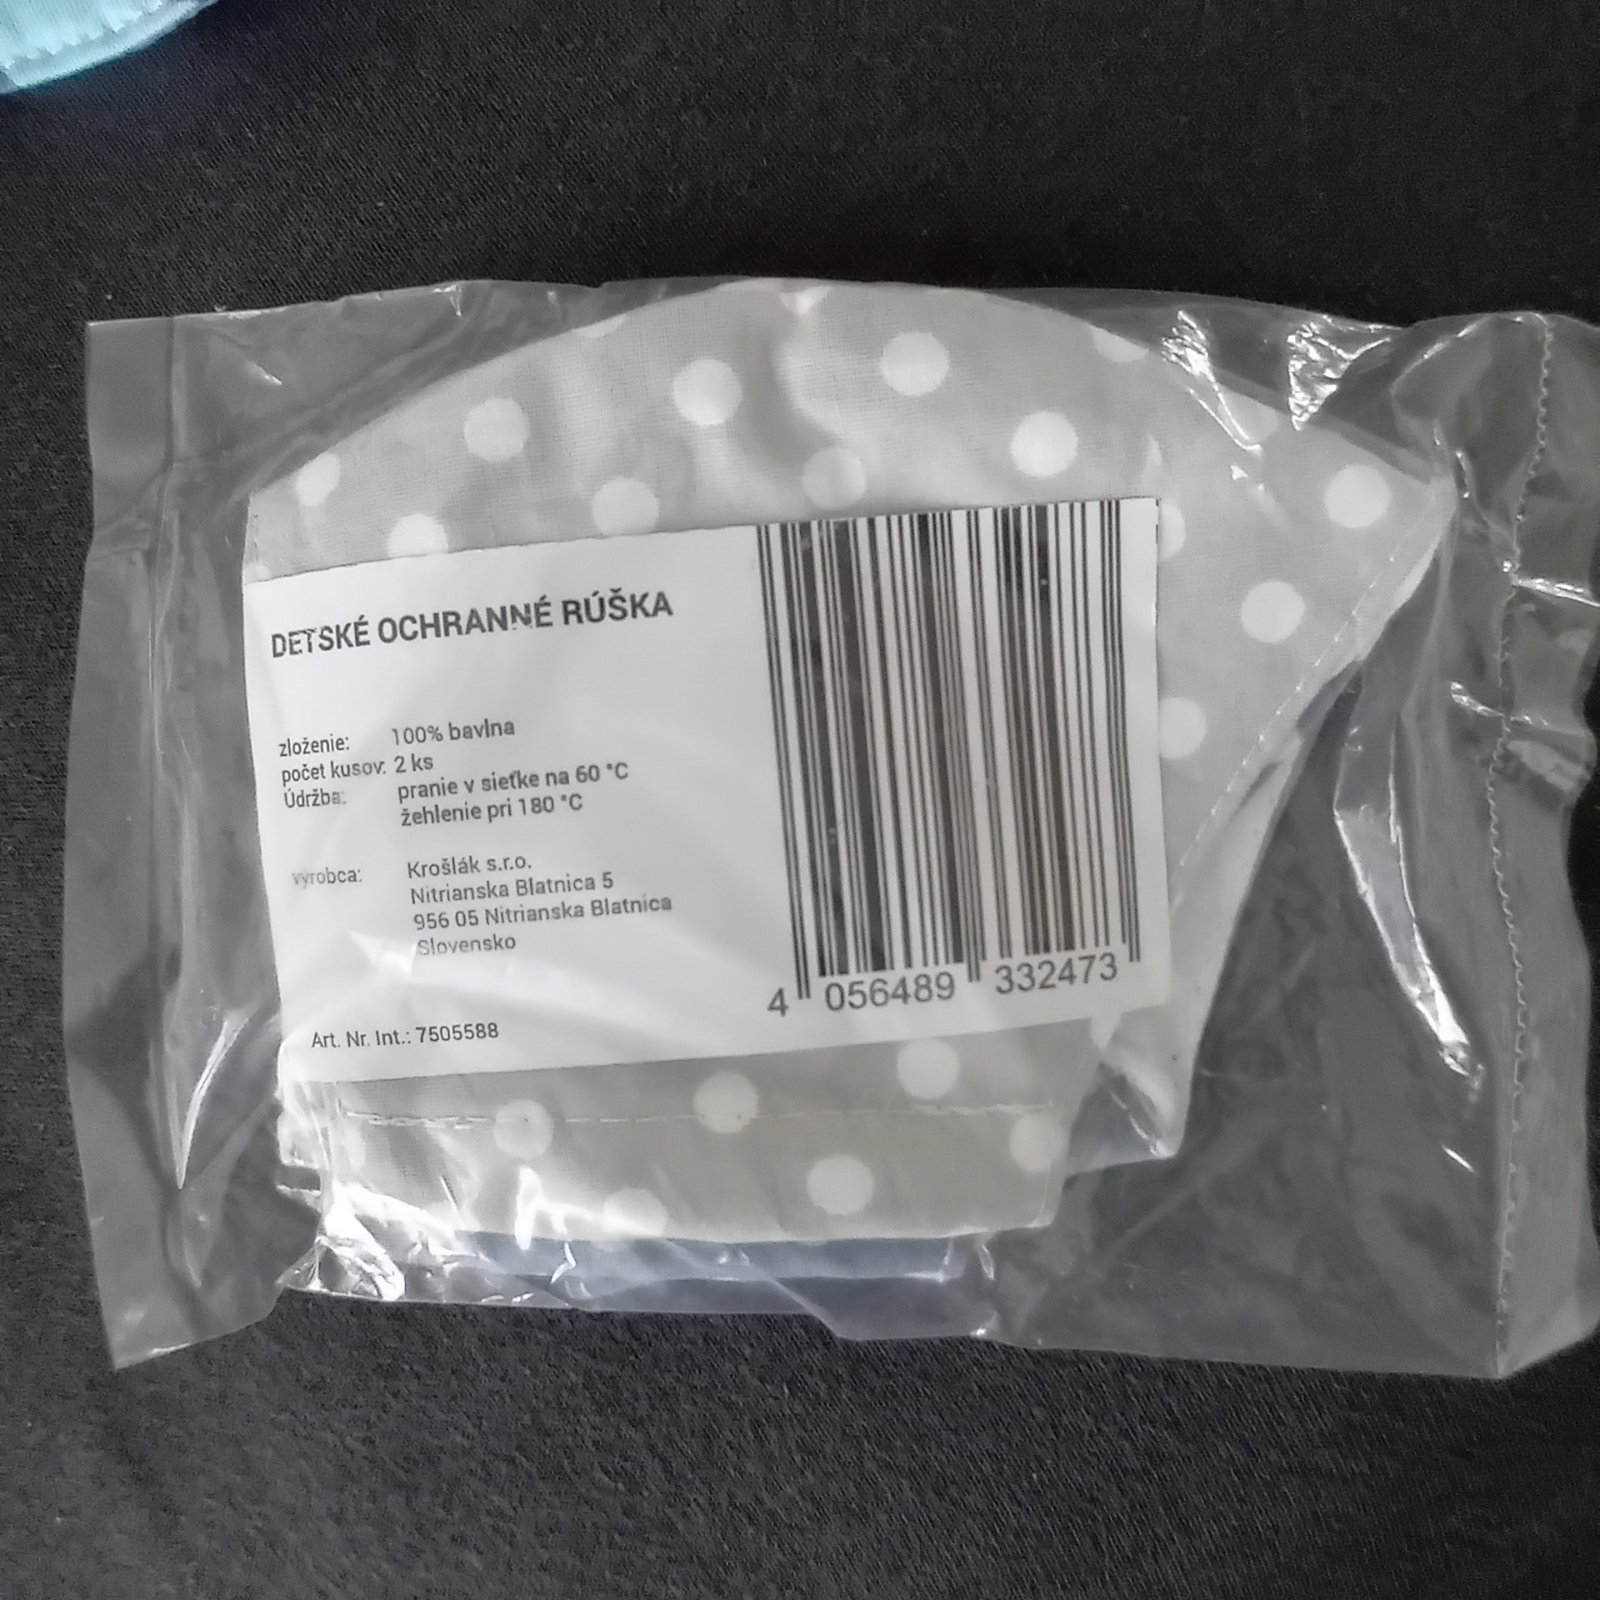 DETSKÉ OCHRANNÉ RÚŠKA
zloženie: 100% bavlna
počet kusov: 2 ks
Údržba: pranie v sieťke na 60 °C
žehlenie pri 180 °C
výrobca: Krošlák s.r.o.
Nitrianska Blatnica 5
956 05 Nitrianska Blatnica
Slovensko
Art. Nr. Int.: 7505588
4 056489 332473